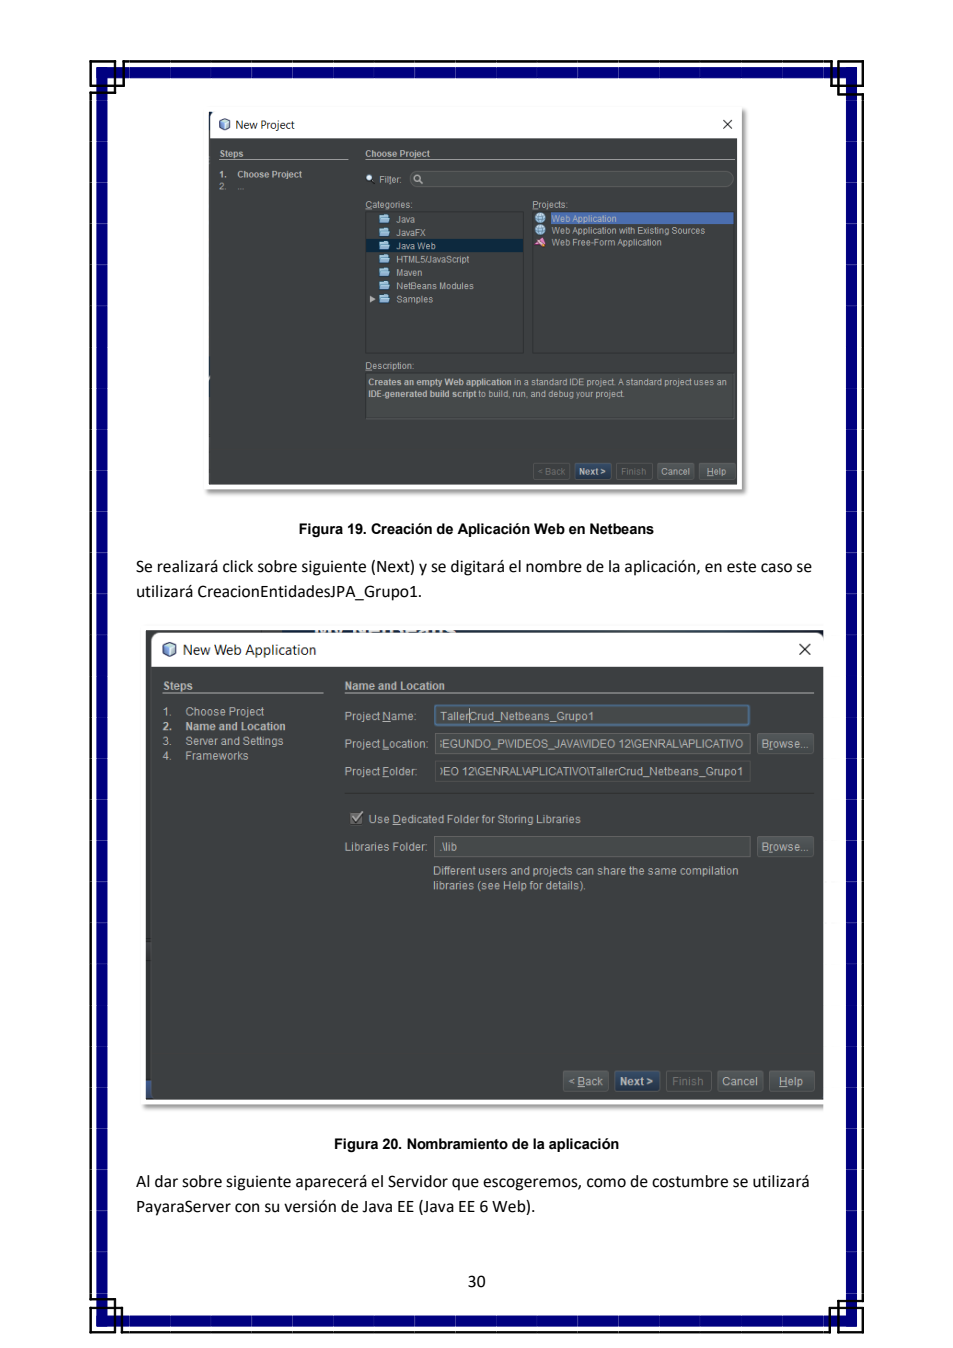 New Project
Steps
1. Choose Project
2. ...
Choose Project
Filter:
Categories:
Java
JavaFX
Java Web
HTML5/JavaScript
Maven
NetBeans Modules
Samples
Projects:
Web Application
Web Application with Existing Sources
Web Free-Form Application
Description:
Creates an empty Web application in a standard IDE project. A standard project uses an
IDE-generated build script to build, run, and debug your project.
< Back Next > Finish Cancel Help
Figura 19. Creación de Aplicación Web en Netbeans
Se realizará click sobre siguiente (Next) y se digitará el nombre de la aplicación, en este caso se
utilizará CreacionEntidadesJPA_Grupo1.
New Web Application
Steps
1. Choose Project
2. Name and Location
3. Server and Settings
4. Frameworks
Name and Location
Project Name: TallerCrud_Netbeans_Grupo1
Project Location: :EGUNDO_P\VIDEOS_JAVA\VIDEO 12\GENRAL\APLICATIVO Browse...
Project Folder: )EO 12\GENRAL\APLICATIVO\TallerCrud_Netbeans_Grupo1
Use Dedicated Folder for Storing Libraries
Libraries Folder: .\lib Browse...
Different users and projects can share the same compilation
libraries (see Help for details).
< Back Next > Finish Cancel Help
Figura 20. Nombramiento de la aplicación
Al dar sobre siguiente aparecerá el Servidor que escogeremos, como de costumbre se utilizará
PayaraServer con su versión de Java EE (Java EE 6 Web).
30